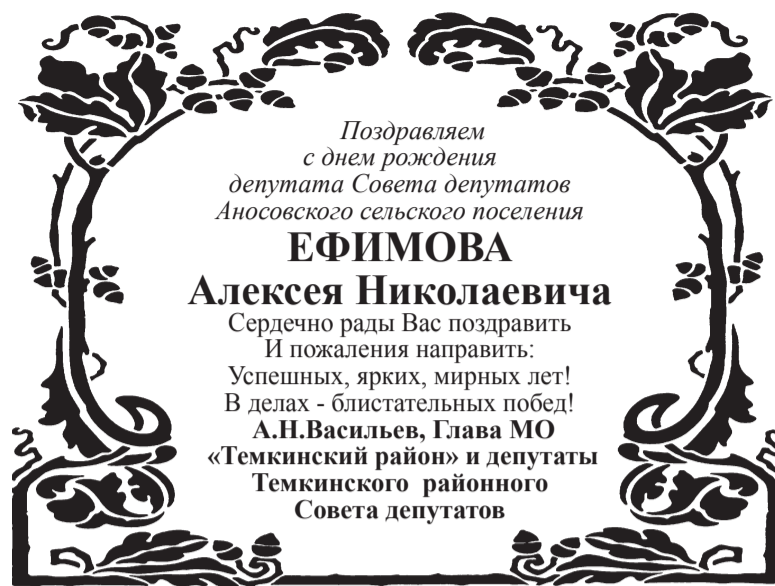 Поздравляем
с днем рождения
депутата Совета депутатов
Аносовского сельского поселения
ЕФИМОВА
Алексея Николаевича
Сердечно рады Вас поздравить
И пожаления направить:
Успешных, ярких, мирных лет!
В делах - блистательных побед!
А.Н.Васильев, Глава МО
«Темкинский район» и депутаты
Темкинского районного
Совета депутатов